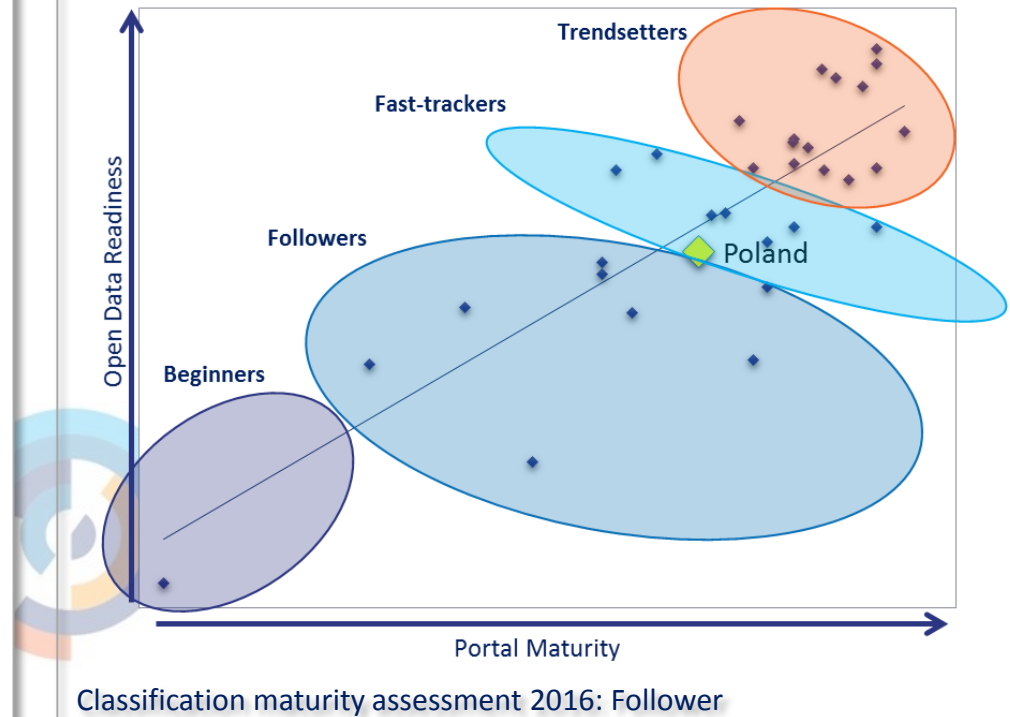 Trendsetters
Fast-trackers
Open Data Readiness
Followers
Poland
Beginners
Portal Maturity
Classification maturity assessment 2016: Follower